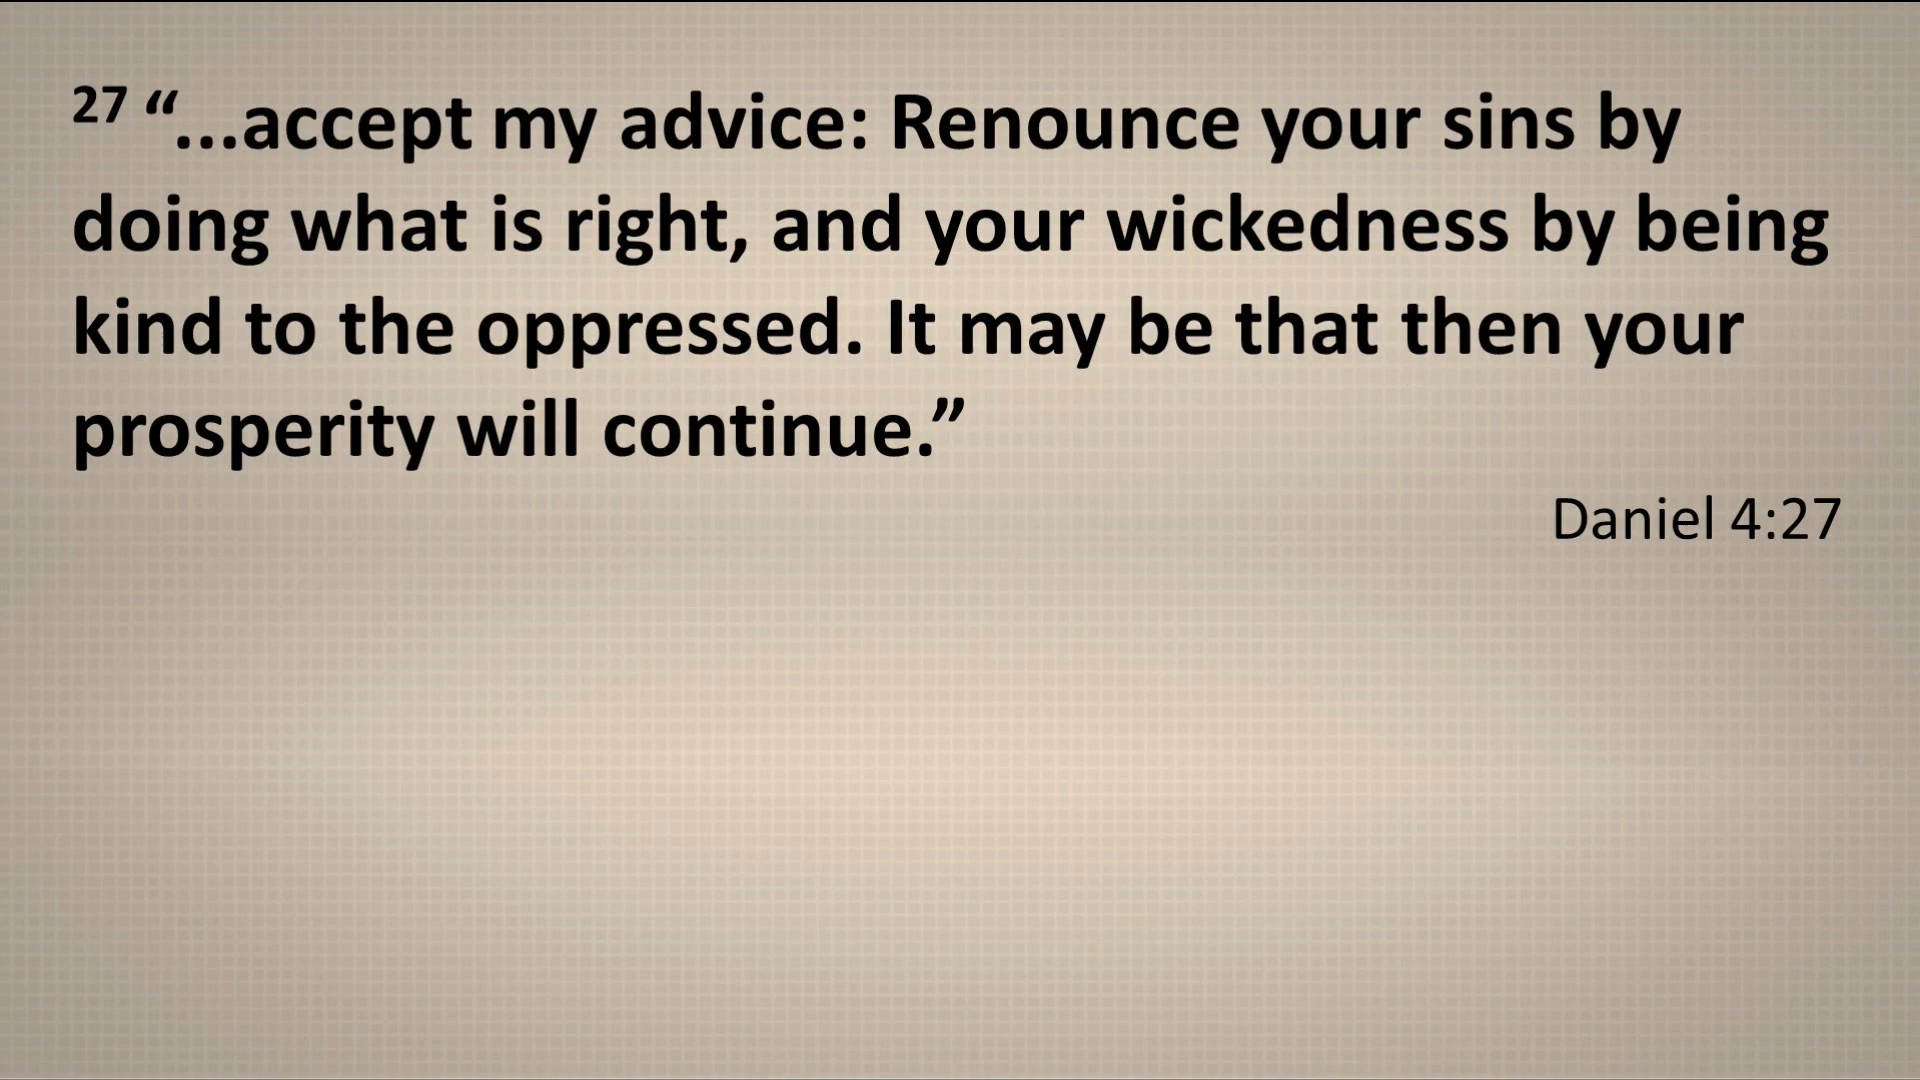 27 “...accept my advice: Renounce your sins by
doing what is right, and your wickedness by being
kind to the oppressed. It may be that then your
prosperity will continue.”
Daniel 4:27